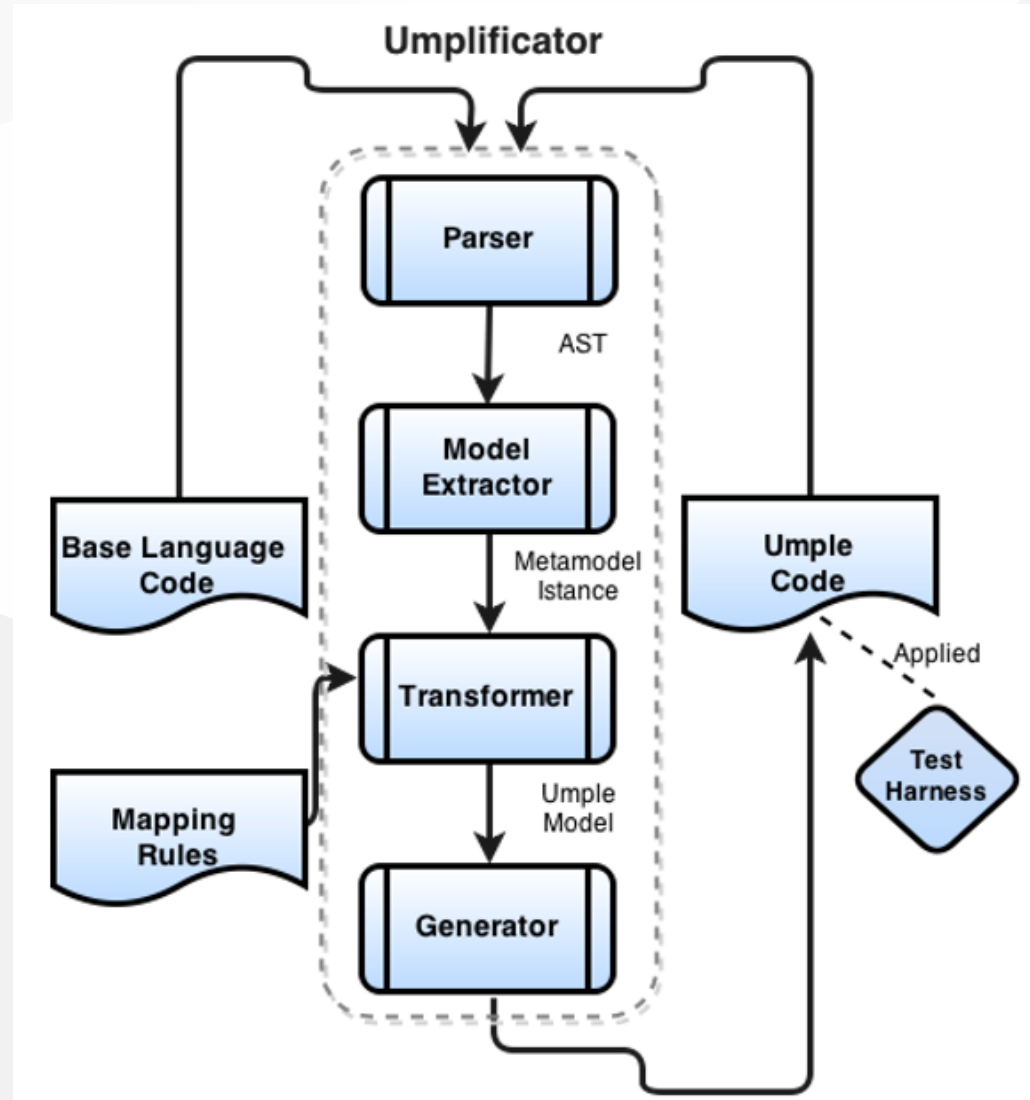 Umplificator
Parser
AST
Model
Extractor
Base Language
Code
Metamodel
Istance
Umple
Code
Applied
Transformer
Test
Harness
Mapping
Rules
Umple
Model
Generator